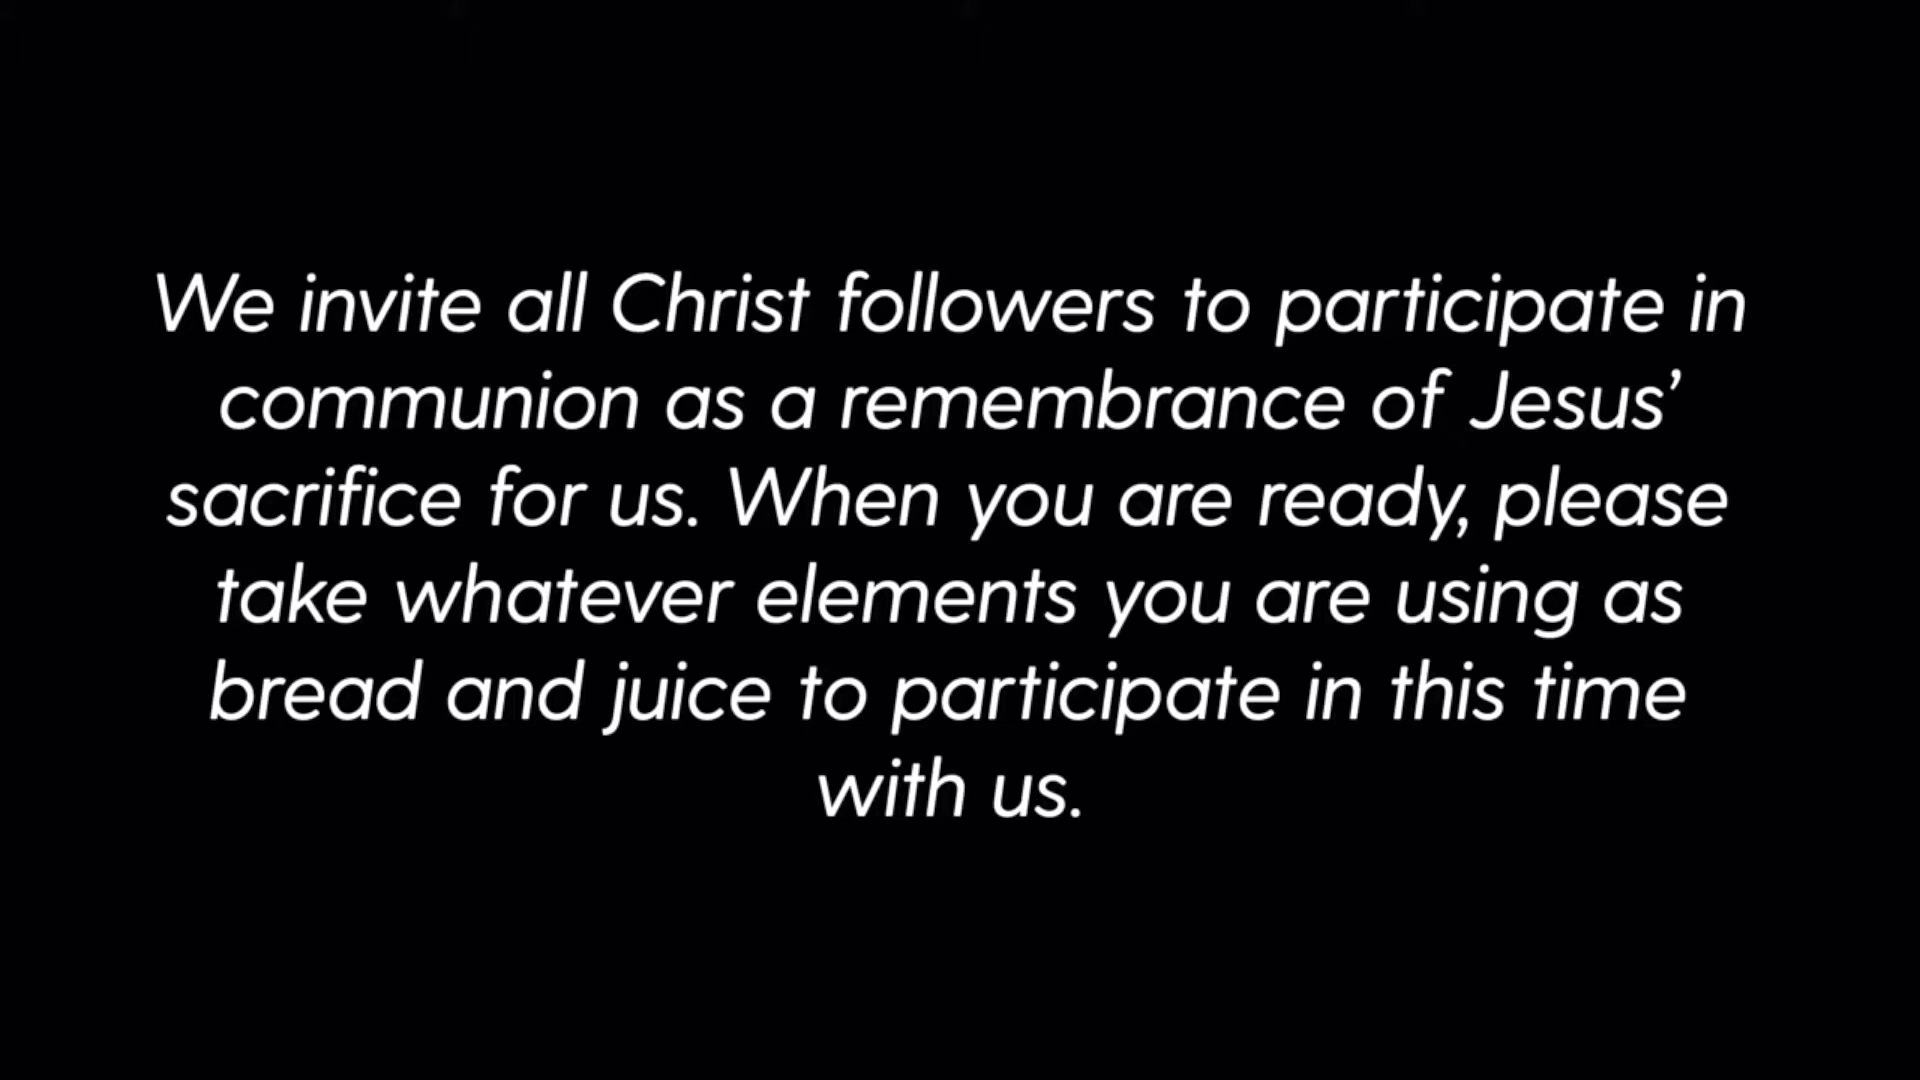 We invite all Christ followers to participate in
communion as a remembrance of Jesus’
sacrifice for us. When you are ready, please
take whatever elements you are using as
bread and juice to participate in this time
with us.